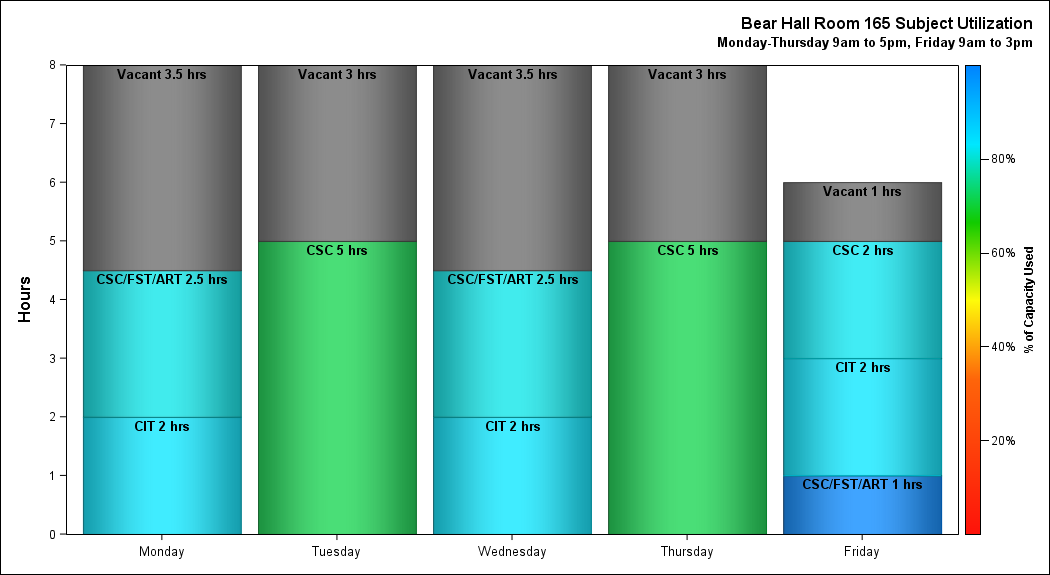 Bear Hall Room 165 Subject Utilization
Monday-Thursday 9am to 5pm, Friday 9am to 3pm
8
7
6
5
4
3
2
1
0
Hours
Vacant 3.5 hrs
CSC/FST/ART 2.5 hrs
CIT 2 hrs
Vacant 3 hrs
CSC 5 hrs
Vacant 3.5 hrs
CSC/FST/ART 2.5 hrs
CIT 2 hrs
Vacant 3 hrs
CSC 5 hrs
Vacant 1 hrs
CSC 2 hrs
CIT 2 hrs
CSC/FST/ART 1 hrs
Monday
Tuesday
Wednesday
Thursday
Friday
80%
60%
40%
20%
% of Capacity Used